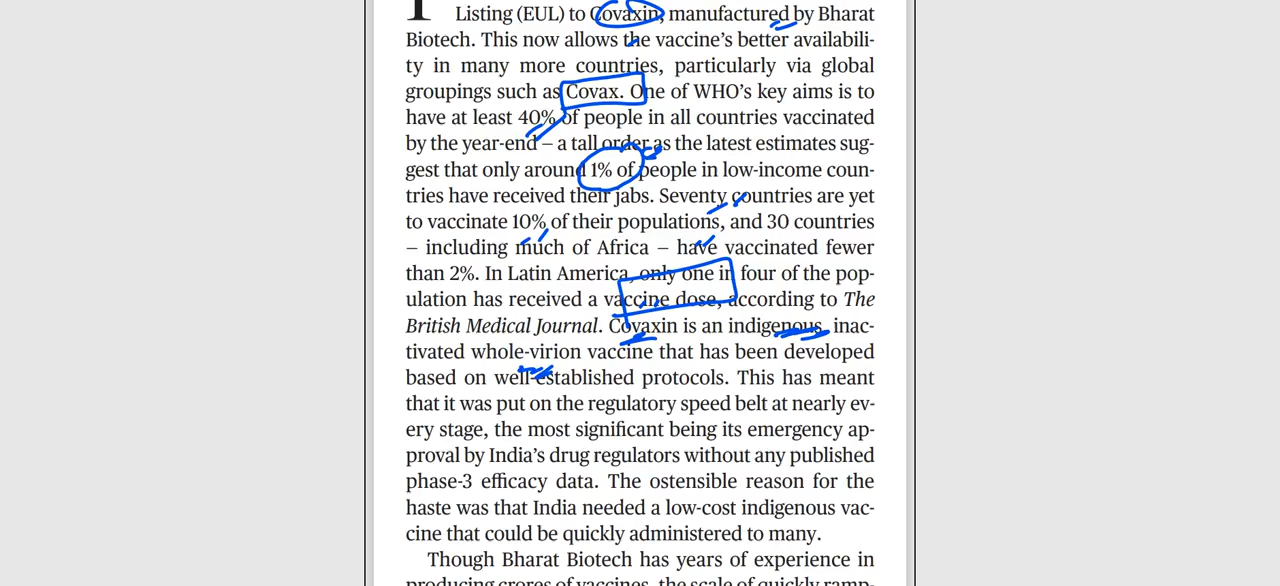 T
Listing (EUL) to Covaxin, manufactured by Bharat
Biotech. This now allows the vaccine's better availabili-
ty in many more countries, particularly via global
groupings such as Covax. One of WHO's key aims is to
have at least 40% of people in all countries vaccinated
by the year-end – a tall order as the latest estimates sug-
gest that only around 1% of people in low-income coun-
tries have received their jabs. Seventy countries are yet
to vaccinate 10% of their populations, and 30 countries
– including much of Africa – have vaccinated fewer
than 2%. In Latin America, only one in four of the pop-
ulation has received a vaccine dose, according to The
British Medical Journal. Covaxin is an indigenous, inac-
tivated whole-virion vaccine that has been developed
based on well-established protocols. This has meant
that it was put on the regulatory speed belt at nearly ev-
ery stage, the most significant being its emergency ap-
proval by India's drug regulators without any published
phase-3 efficacy data. The ostensible reason for the
haste was that India needed a low-cost indigenous vac-
cine that could be quickly administered to many.
Though Bharat Biotech has years of experience in
producing crores of vaccines, the scale of quickly ramp-